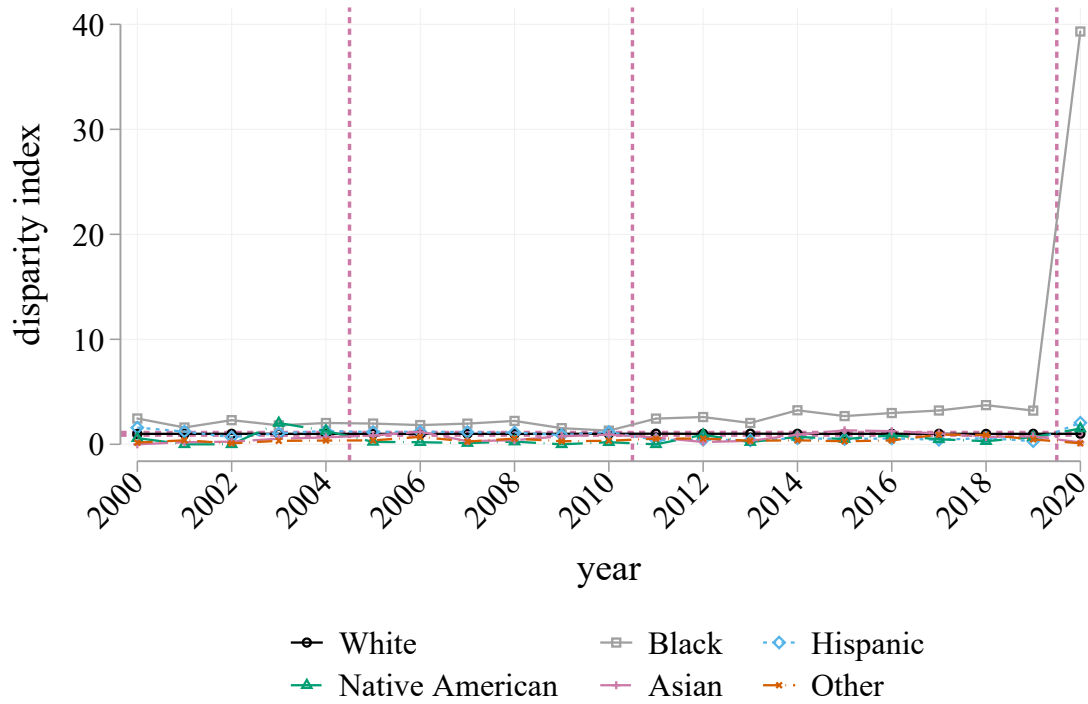 40
30
20
10
0
disparity index
2000 2002 2004 2006 2008 2010 2012 2014 2016 2018 2020
year
White Black Hispanic
Native American Asian Other